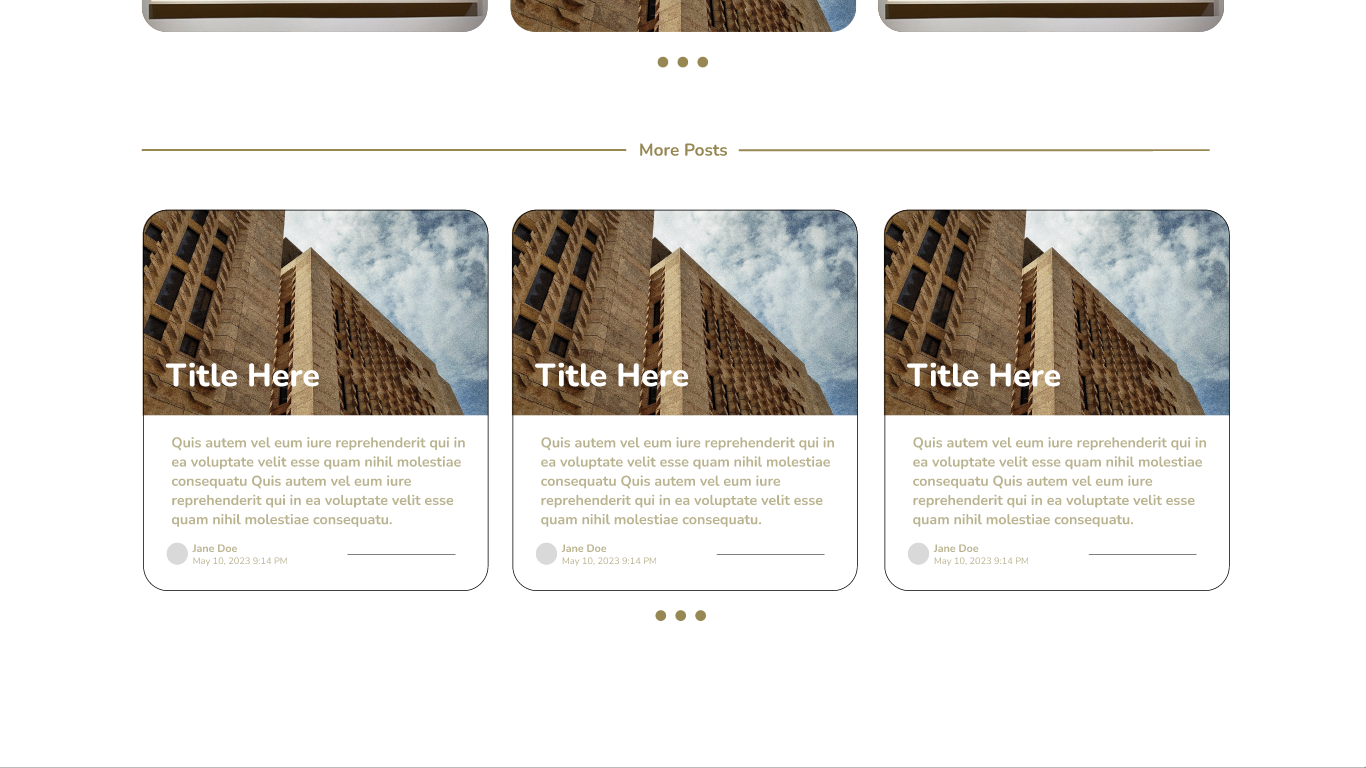 More Posts
Title Here
Quis autem vel eum iure reprehenderit qui in
ea voluptate velit esse quam nihil molestiae
consequatu Quis autem vel eum iure
reprehenderit qui in ea voluptate velit esse
quam nihil molestiae consequatu.
Jane Doe
May 10, 2023 9:14 PM
Title Here
Quis autem vel eum iure reprehenderit qui in
ea voluptate velit esse quam nihil molestiae
consequatu Quis autem vel eum iure
reprehenderit qui in ea voluptate velit esse
quam nihil molestiae consequatu.
Jane Doe
May 10, 2023 9:14 PM
Title Here
Quis autem vel eum iure reprehenderit qui in
ea voluptate velit esse quam nihil molestiae
consequatu Quis autem vel eum iure
reprehenderit qui in ea voluptate velit esse
quam nihil molestiae consequatu.
Jane Doe
May 10, 2023 9:14 PM